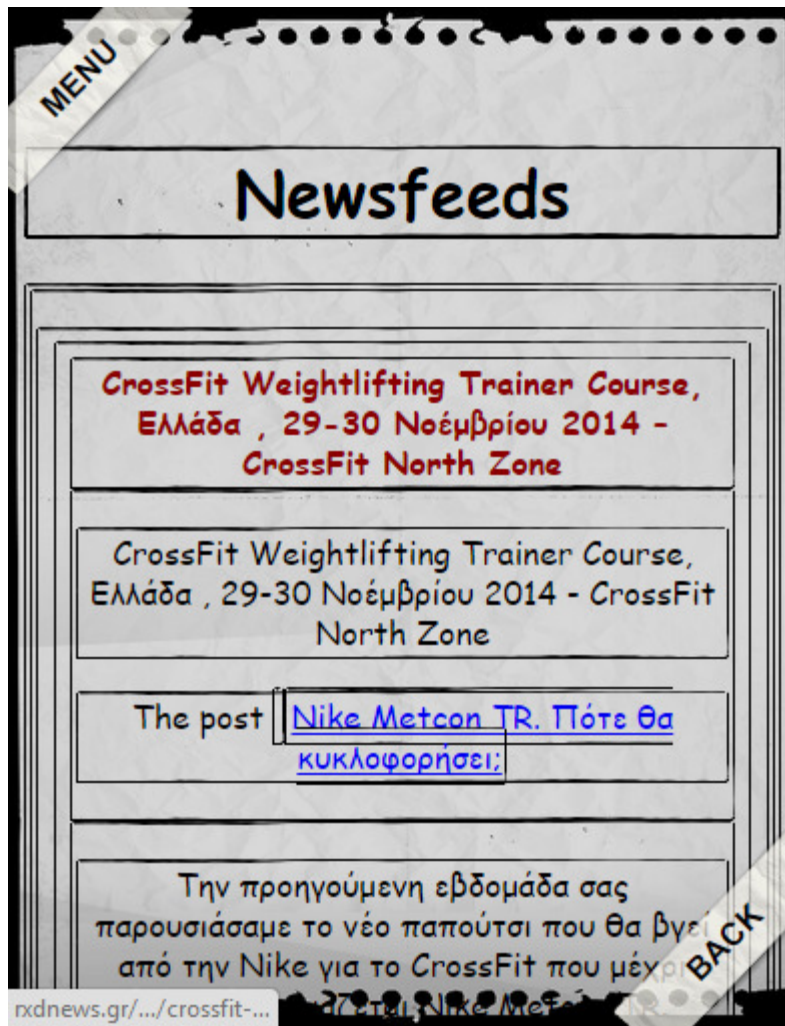 MENU
Newsfeeds
CrossFit Weightlifting Trainer Course,
Ελλάδα , 29-30 Νοέμβρίου 2014 -
CrossFit North Zone
CrossFit Weightlifting Trainer Course,
Ελλάδα , 29-30 Νοέμβρίου 2014 - CrossFit
North Zone
The post Nike Metcon TR. Πότε θα
κυκλοφορήσει;
Την προηγούμενη εβδομάδα σας
παρουσιάσαμε το νέο παπούτσι που θα βγεί
από την Nike για το CrossFit που
BACK
rxdnews.gr/.../crossfit-...
Nike